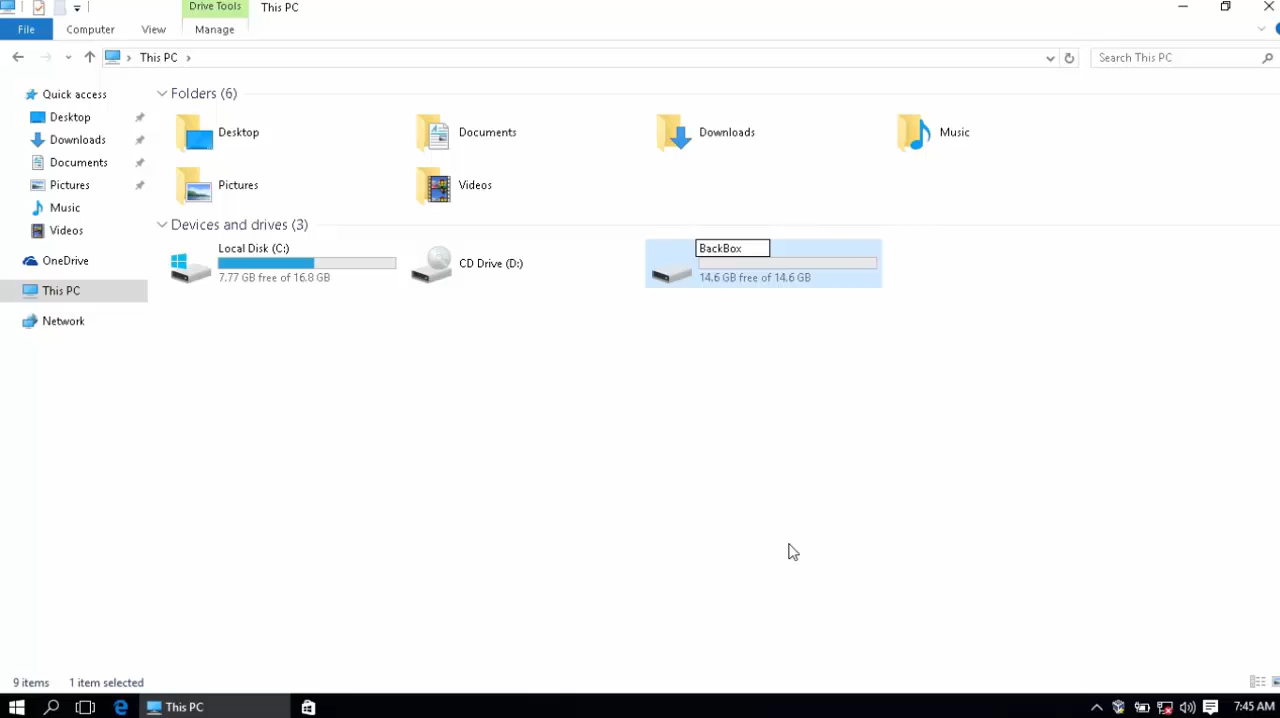 Drive Tools This PC
File Computer View Manage
This PC Search This PC
Quick access
Desktop
Downloads
Documents
Pictures
Music
Videos
OneDrive
This PC
Network
Folders (6)
Desktop Documents Downloads Music
Pictures Videos
Devices and drives (3)
Local Disk (C:)
7.77 GB free of 16.8 GB
CD Drive (D:)
BackBox
14.6 GB free of 14.6 GB
9 items 1 item selected
This PC 7:45 AM